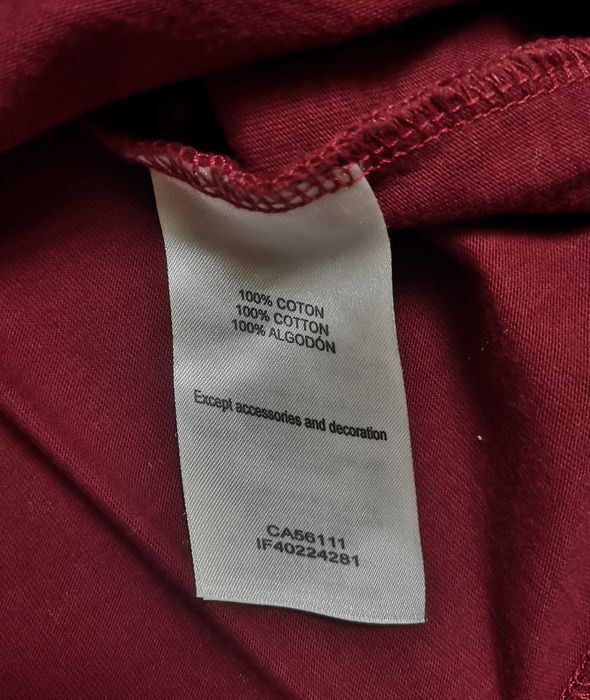 100% COTON
100% COTTON
100% ALGODÓN
Except accessories and decoration
CA56111
IF40224281